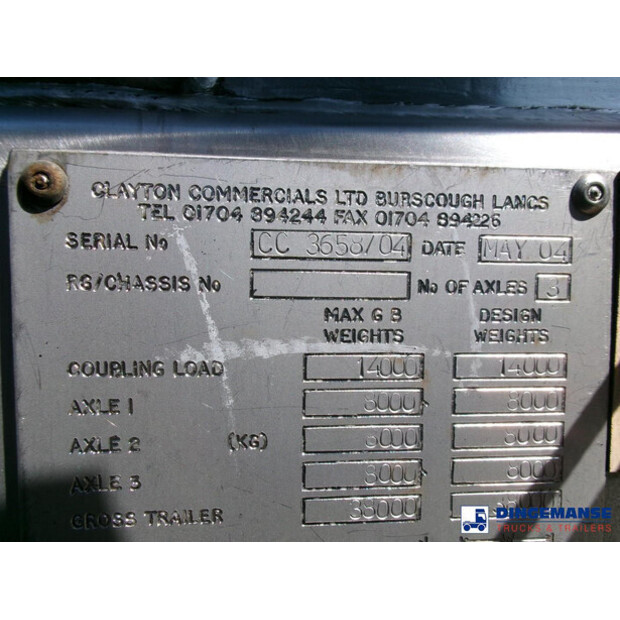 CLAYTON COMMERCIALS LTD BURSCOUGH LANCS
TEL 01704 894244 FAX 01704 894226
SERIAL No CC 3658/04 DATE MAY 04
RS/CHASSIS No No OF AXLES 3
MAX G B DESIGN
WEIGHTS WEIGHTS
COUPLING LOAD 14000 14000
AXLE 1 8000 8000
AXLE 2 (KG) 8000 8000
AXLE 3 8000 8000
GROSS TRAILER 38000
DINGEMANSE
TRUCKS & TRAILERS